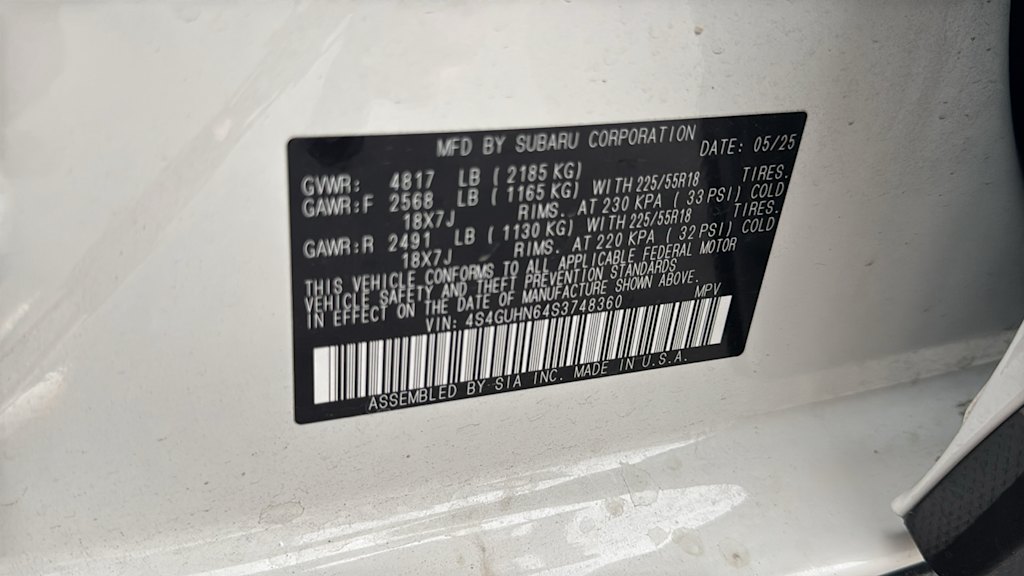 MFD BY SUBARU CORPORATION DATE: 05/25
GVWR: 4817 LB ( 2185 KG)
GAWR:F 2568 LB ( 1165 KG) WITH 225/55R18 TIRES.
18X7J RIMS. AT 230 KPA ( 33 PSI) COLD
GAWR:R 2491 LB ( 1130 KG) WITH 225/55R18 TIRES.
18X7J RIMS. AT 220 KPA ( 32 PSI) COLD
THIS VEHICLE CONFORMS TO ALL APPLICABLE FEDERAL MOTOR
VEHICLE SAFETY AND THEFT PREVENTION STANDARDS
IN EFFECT ON THE DATE OF MANUFACTURE SHOWN ABOVE.
VIN: 4S4GUHN64S3748360 MPV
ASSEMBLED BY SIA INC. MADE IN U.S.A.